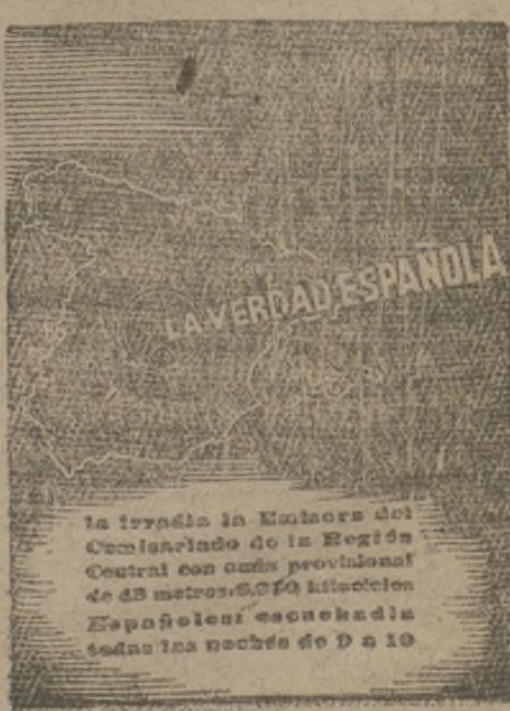 LA VERDAD ESPAÑOLA
la irradia la Emisora del
Comisariado de la Región
Central con onda provisional
de 43 metros, kilociclos
Españoles: escuchadla
todas las noches de 9 a 10